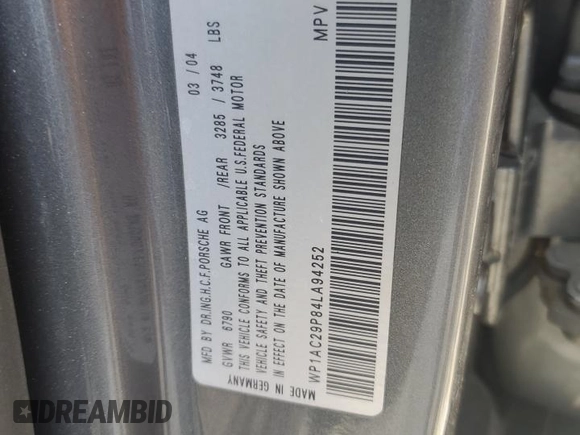 MFD BY DR.ING.H.C.F.PORSCHE AG 03 / 04
GVWR 6790 GAWR FRONT /REAR 3285 / 3748 LBS
THIS VEHICLE CONFORMS TO ALL APPLICABLE U.S.FEDERAL MOTOR
VEHICLE SAFETY AND THEFT PREVENTION STANDARDS
IN EFFECT ON THE DATE OF MANUFACTURE SHOWN ABOVE
MADE IN GERMANY WP1AC29P84LA94252 MPV
DREAMBID